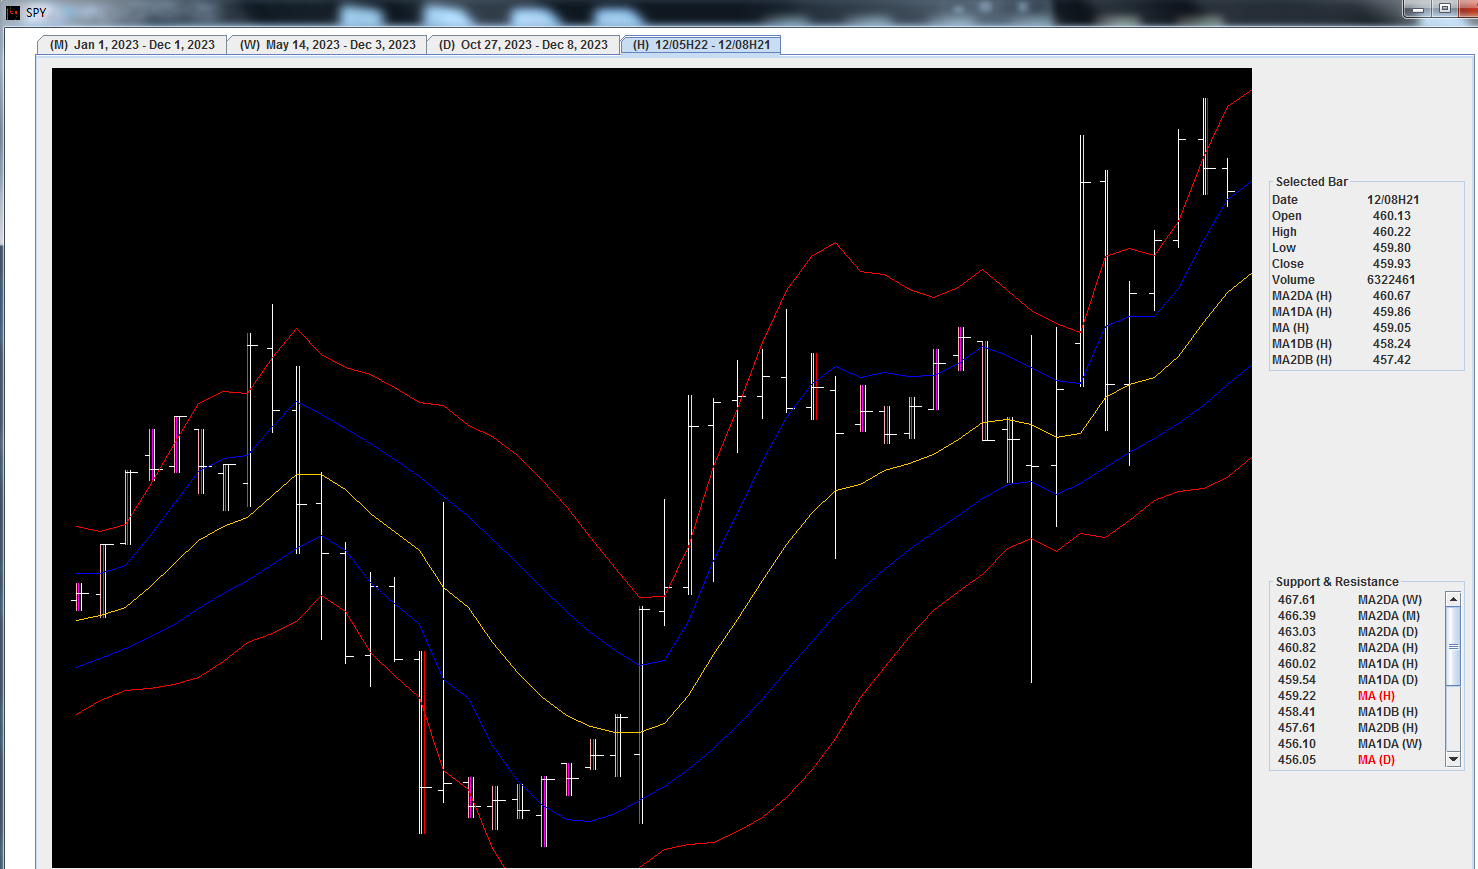 SPY
(M) Jan 1, 2023 - Dec 1, 2023 (W) May 14, 2023 - Dec 3, 2023 (D) Oct 27, 2023 - Dec 8, 2023 (H) 12/05H22 - 12/08H21
Selected Bar
Date 12/08H21
Open 460.13
High 460.22
Low 459.80
Close 459.93
Volume 6322461
MA2DA (H) 460.67
MA1DA (H) 459.86
MA (H) 459.05
MA1DB (H) 458.24
MA2DB (H) 457.42
Support & Resistance
467.61 MA2DA (W)
466.39 MA2DA (M)
463.03 MA2DA (D)
460.82 MA2DA (H)
460.02 MA1DA (H)
459.54 MA1DA (D)
459.22 MA (H)
458.41 MA1DB (H)
457.61 MA2DB (H)
456.10 MA1DA (W)
456.05 MA (D)